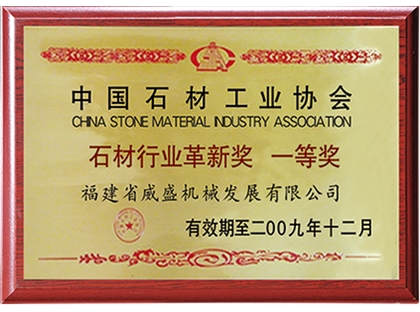 中国石材工业协会
CHINA STONE MATERIAL INDUSTRY ASSOCIATION
石材行业革新奖 一等奖
福建省威盛机械发展有限公司
有效期至二00九年十二月